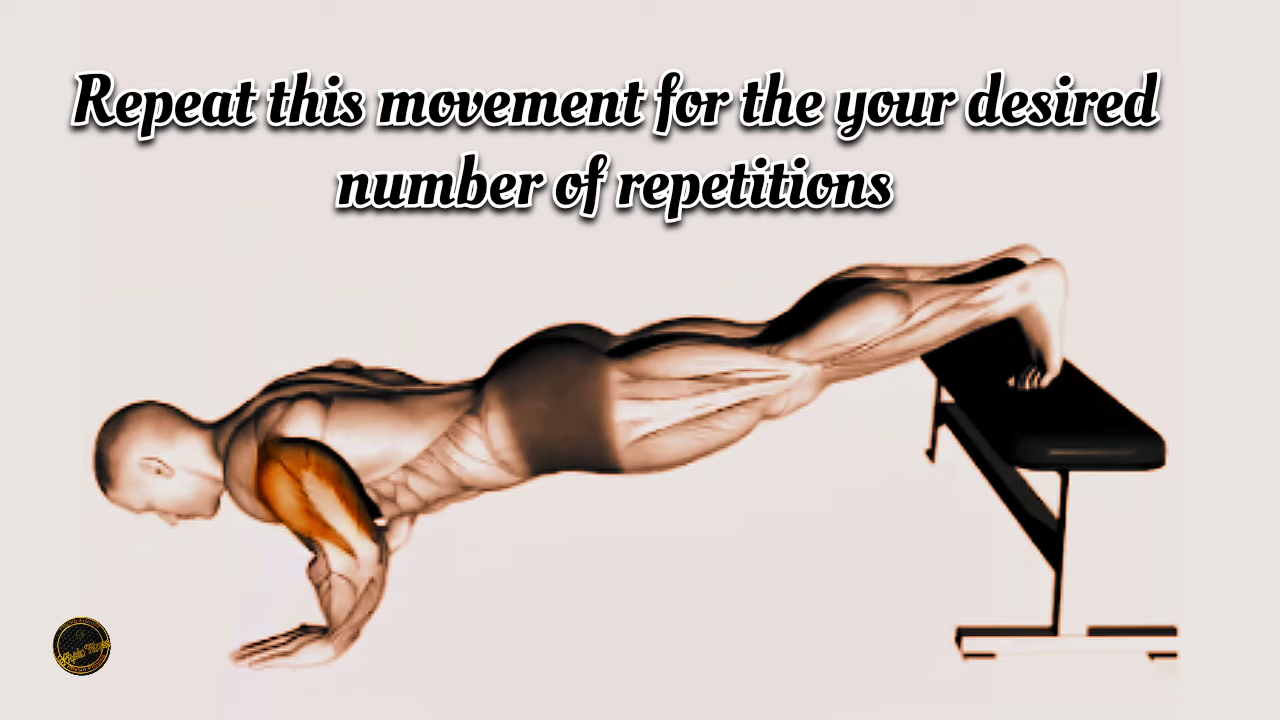 Repeat this movement for the your desired
number of repetitions